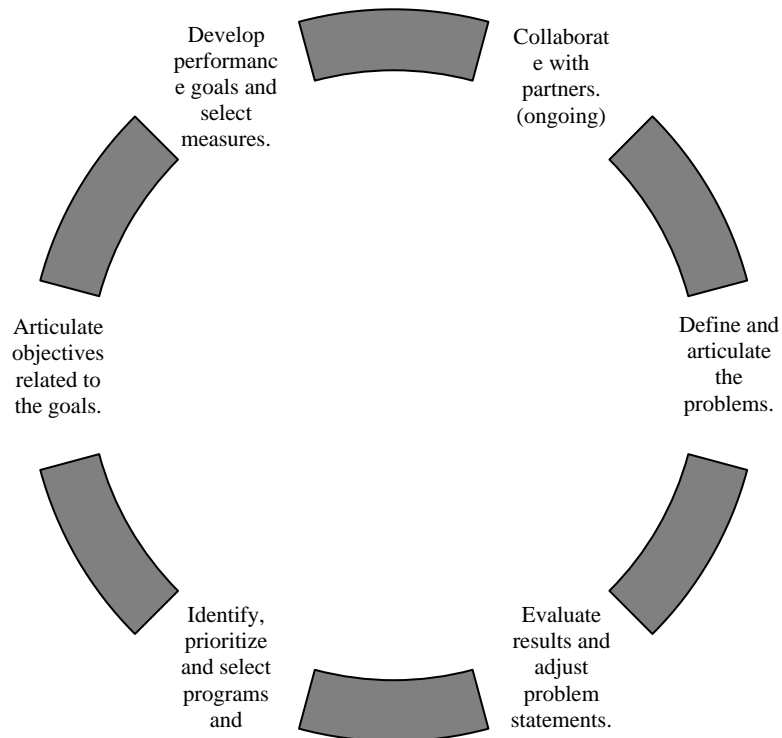 Develop
performanc
e goals and
select
measures.
Collaborat
e with
partners.
(ongoing)
Articulate
objectives
related to
the goals.
Define and
articulate
the
problems.
Identify,
prioritize
and select
programs
and
Evaluate
results and
adjust
problem
statements.